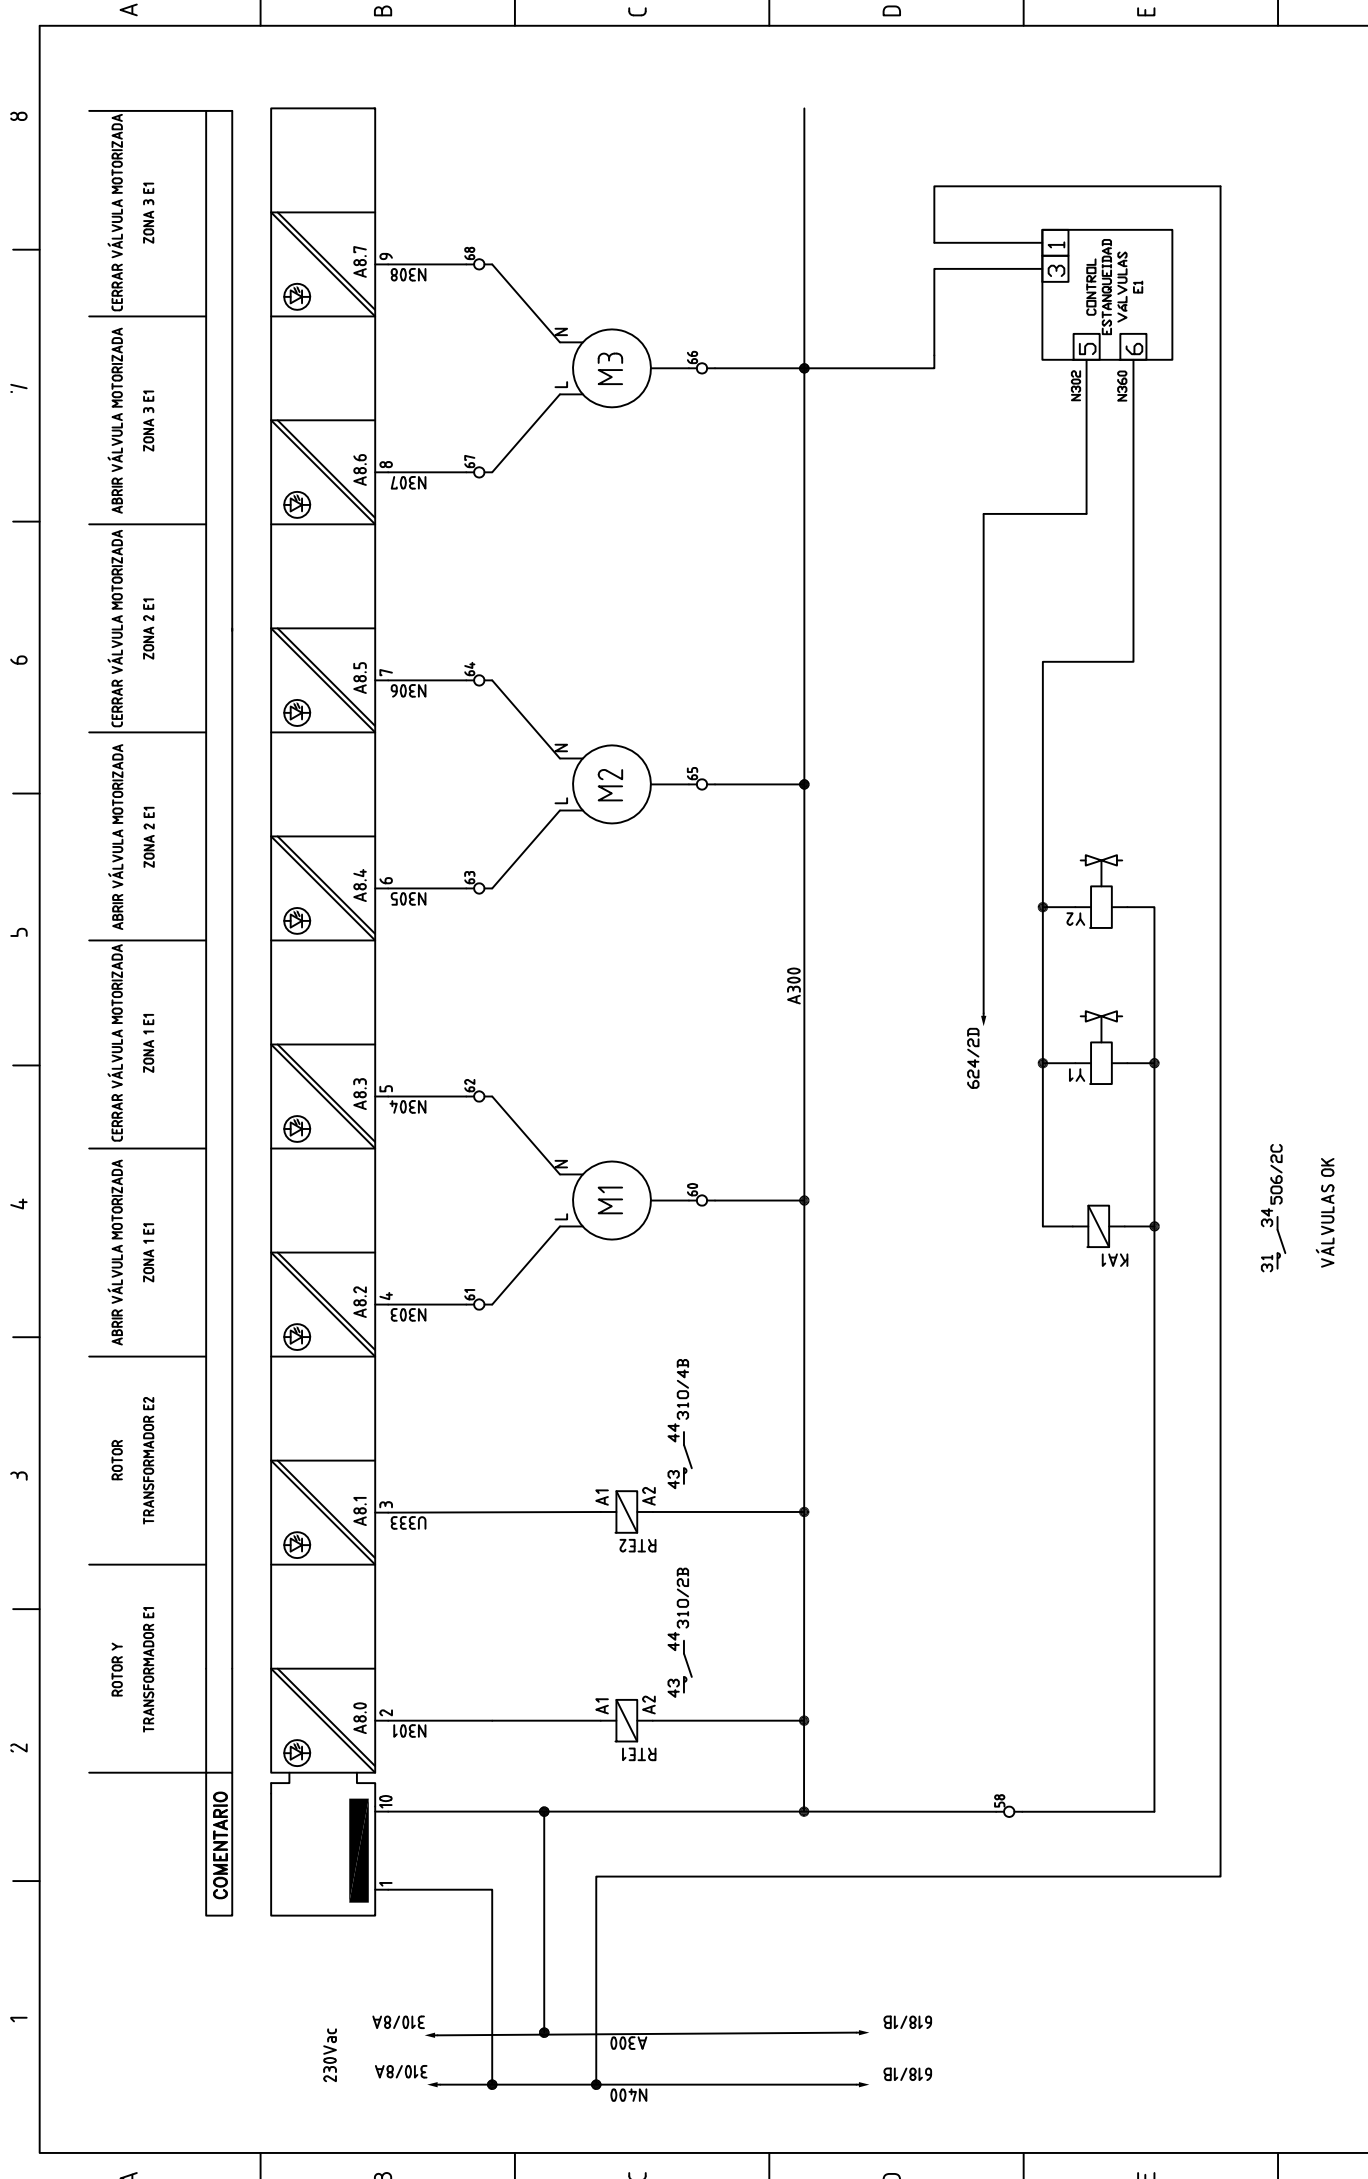 1
2
3
4
5
6
7
8
A
B
C
D
E
A
B
C
D
E
ROTOR Y
TRANSFORMADOR E1
ROTOR
TRANSFORMADOR E2
ABRIR VÁLVULA MOTORIZADA
ZONA 1 E1
CERRAR VÁLVULA MOTORIZADA
ZONA 1 E1
ABRIR VÁLVULA MOTORIZADA
ZONA 2 E1
CERRAR VÁLVULA MOTORIZADA
ZONA 2 E1
ABRIR VÁLVULA MOTORIZADA
ZONA 3 E1
CERRAR VÁLVULA MOTORIZADA
ZONA 3 E1
COMENTARIO
A8.0
A8.1
A8.2
A8.3
A8.4
A8.5
A8.6
A8.7
1
10
2
3
4
5
6
7
8
9
N301
U333
N303
N304
N305
N306
N307
N308
230Vac
310/8A
310/8A
61
62
63
64
67
68
L
N
L
N
L
N
M1
M2
M3
A1
A2
RTE1
43
44
310/2B
A1
A2
RTE2
43
44
310/4B
60
65
66
A300
N400
A300
618/1B
618/1B
58
624/2D
3
1
CONTROL
ESTANQUEIDAD
VÁLVULAS
E1
5
6
N302
N360
KA1
Y1
Y2
31
34
506/2C
VÁLVULAS OK